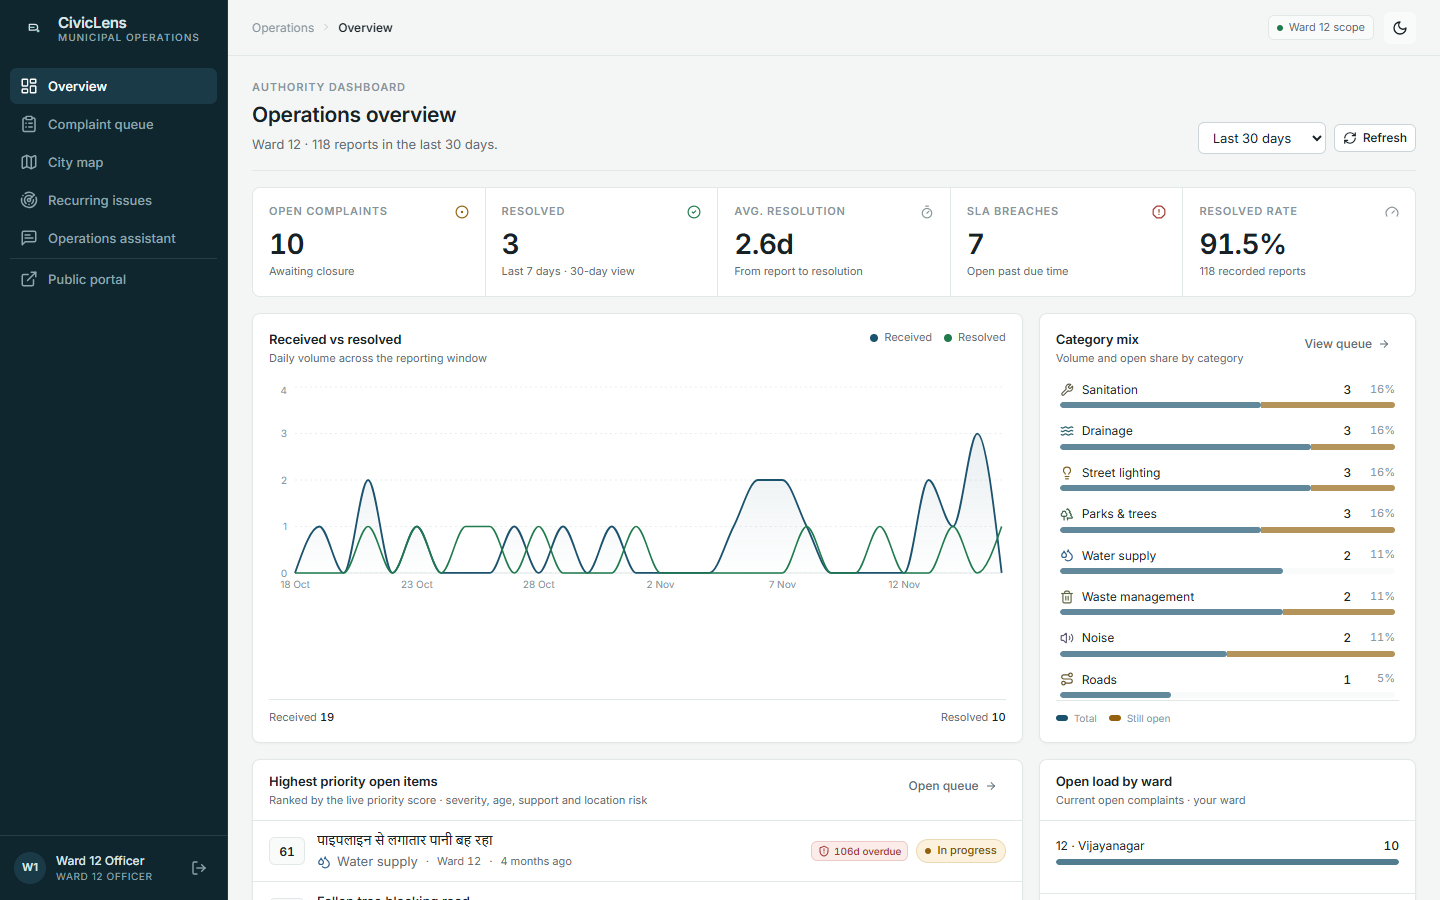 CivicLens
MUNICIPAL OPERATIONS
Overview
Complaint queue
City map
Recurring issues
Operations assistant
Public portal
W1
Ward 12 Officer
WARD 12 OFFICER
Operations
Overview
Ward 12 scope
AUTHORITY DASHBOARD
Operations overview
Ward 12 · 118 reports in the last 30 days.
Last 30 days
Refresh
OPEN COMPLAINTS
10
Awaiting closure
RESOLVED
3
Last 7 days · 30-day view
AVG. RESOLUTION
2.6d
From report to resolution
SLA BREACHES
7
Open past due time
RESOLVED RATE
91.5%
118 recorded reports
Received vs resolved
Daily volume across the reporting window
Received
Resolved
4
3
2
1
0
18 Oct
23 Oct
28 Oct
2 Nov
7 Nov
12 Nov
Received 19
Resolved 10
Category mix
Volume and open share by category
View queue
Sanitation 3 16%
Drainage 3 16%
Street lighting 3 16%
Parks & trees 3 16%
Water supply 2 11%
Waste management 2 11%
Noise 2 11%
Roads 1 5%
Total
Still open
Highest priority open items
Ranked by the live priority score · severity, age, support and location risk
Open queue
61
पाइपलाइन से लगातार पानी बह रहा
Water supply · Ward 12 · 4 months ago
106d overdue
In progress
Fallen tree blocking road
Open load by ward
Current open complaints · your ward
12 · Vijayanagar 10